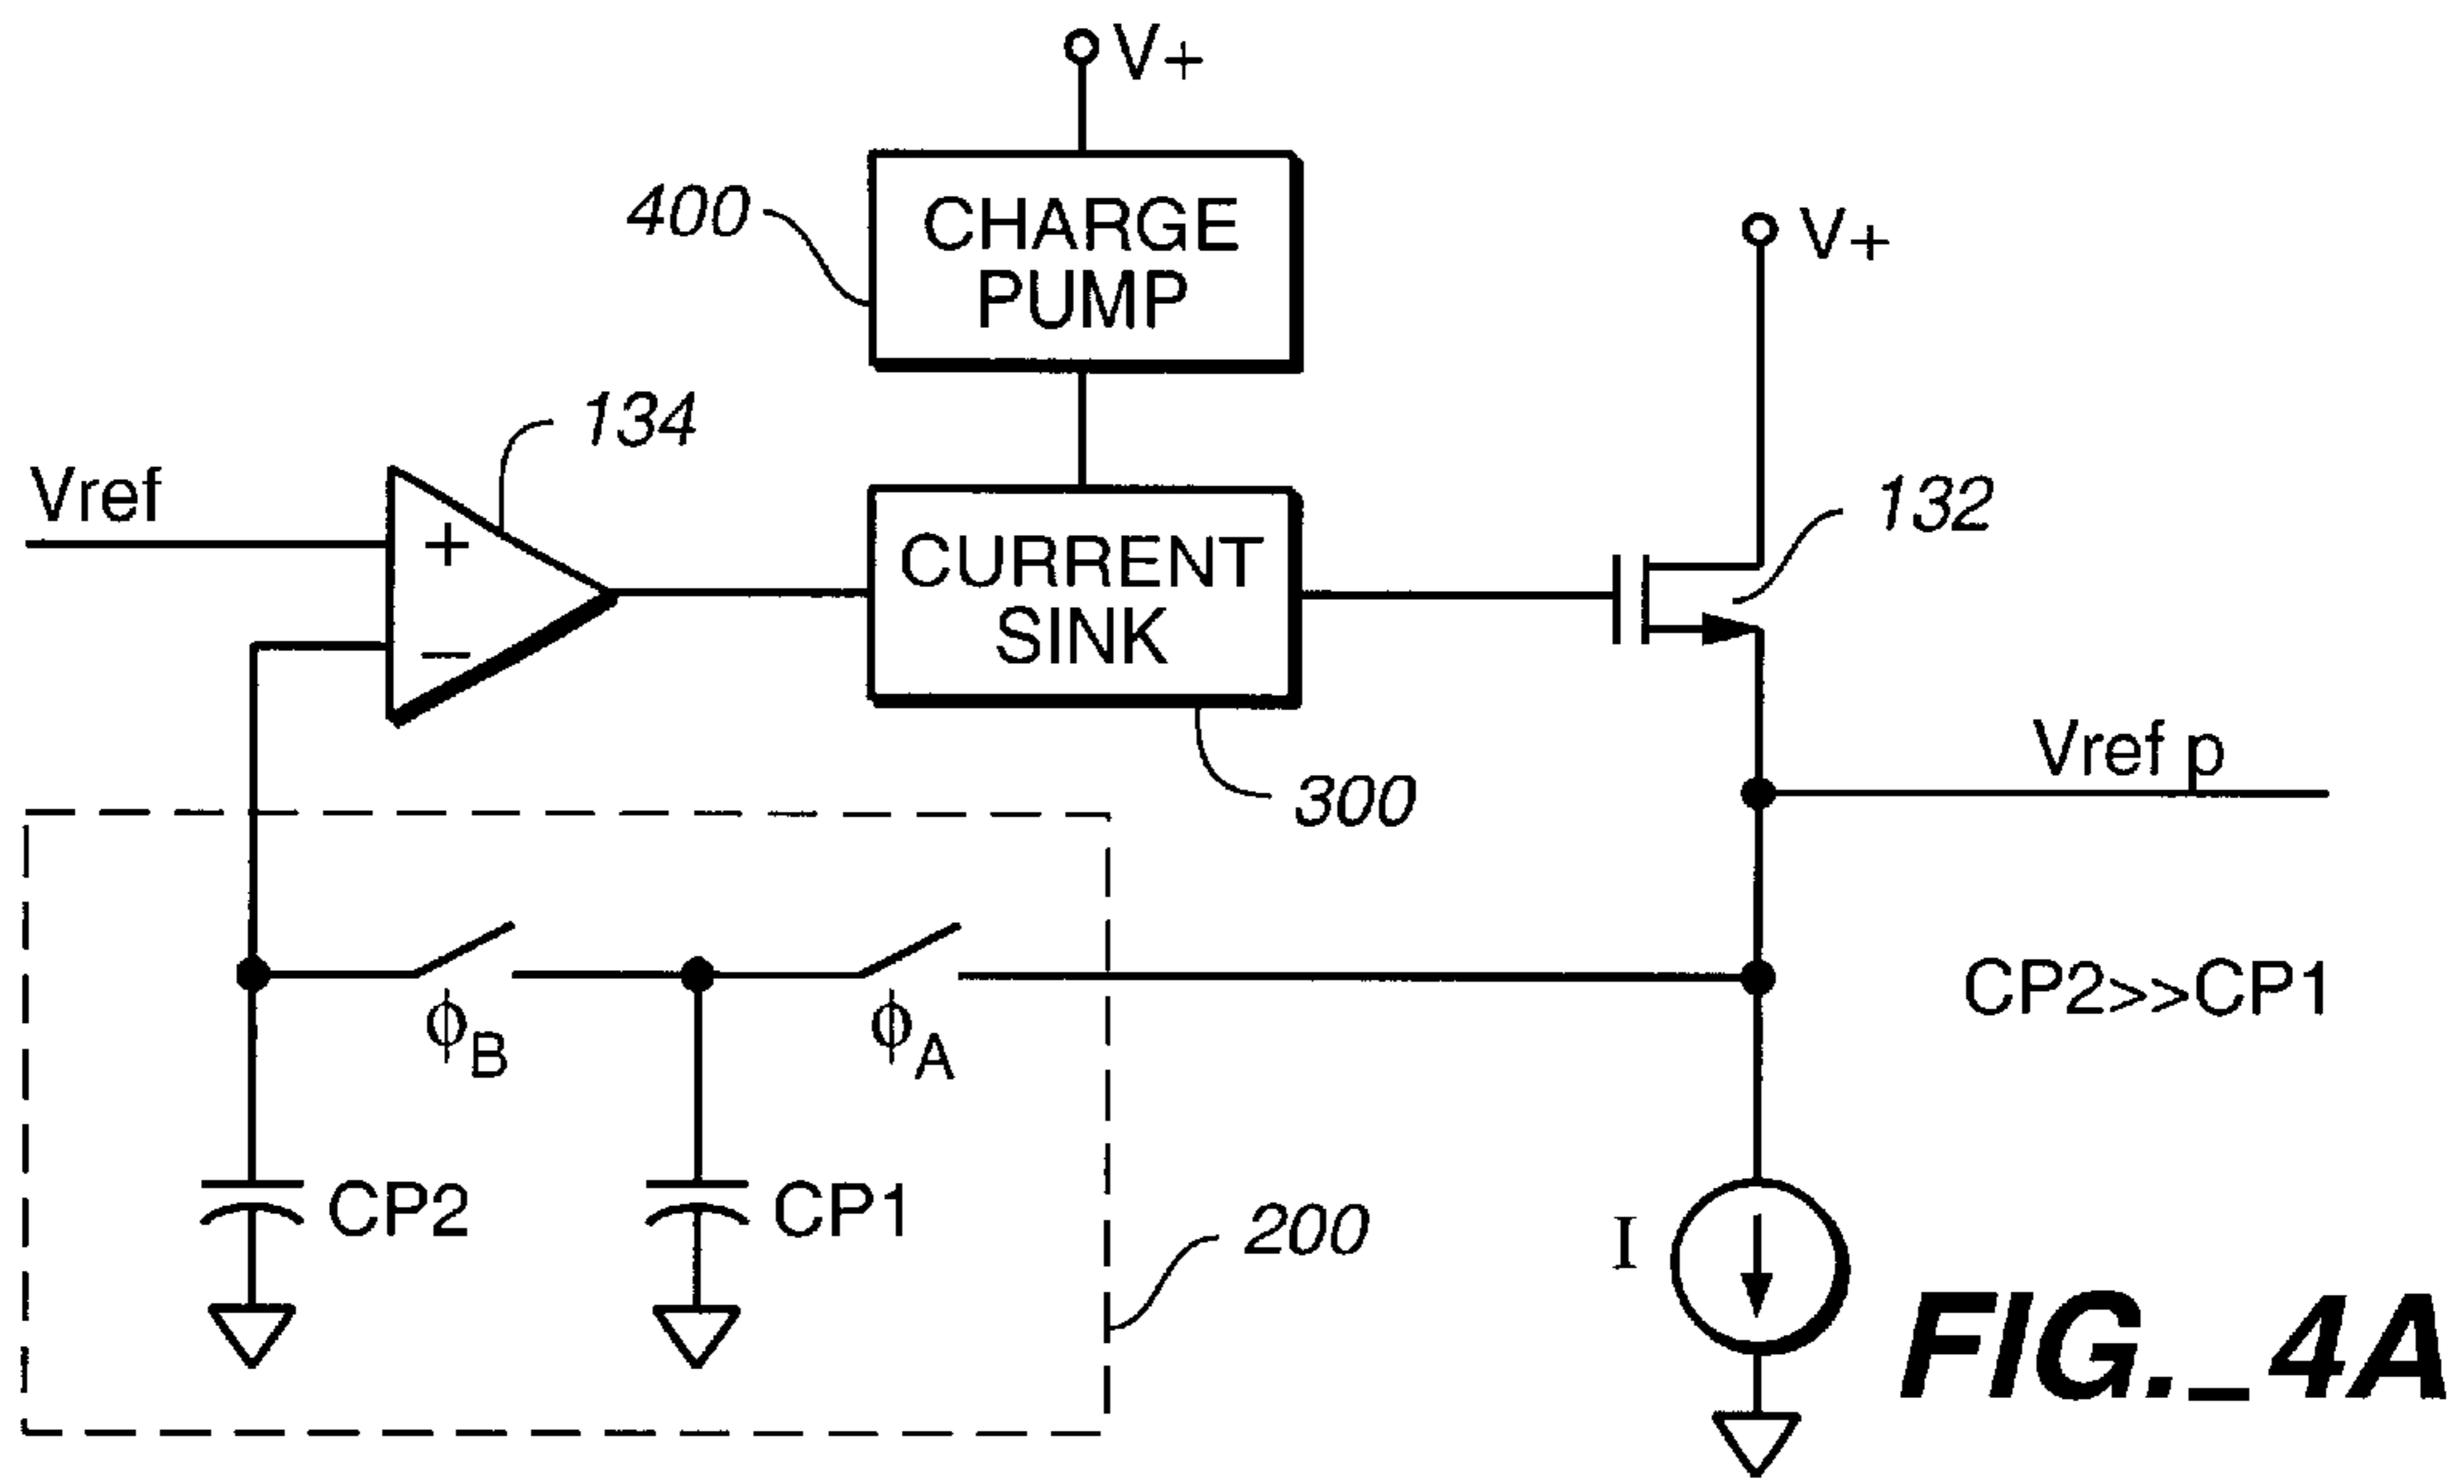 V+
400
CHARGE
PUMP
V+
134
Vref
+
−
CURRENT
SINK
132
300
Vref p
ϕB
ϕA
CP2>>CP1
CP2
CP1
200
I
FIG._4A